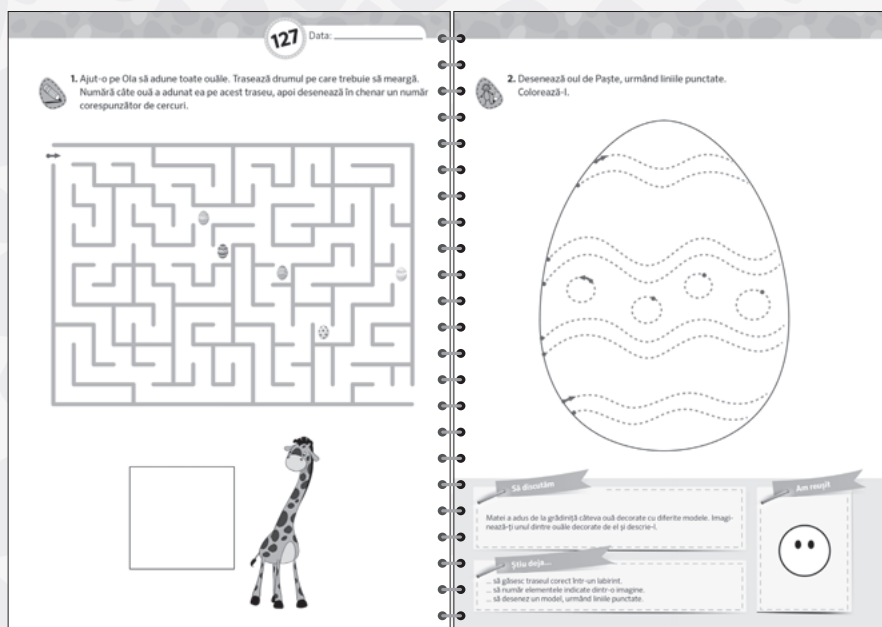 127
Data:
1. Ajut-o pe Ola să adune toate ouăle. Trasează drumul pe care trebuie să meargă.
Numără câte ouă a adunat ea pe acest traseu, apoi desenează în chenar un număr
corespunzător de cercuri.
2. Desenează oul de Paște, urmând liniile punctate.
Colorează-l.
Să discutăm
Matei a adus de la grădiniță câteva ouă decorate cu diferite modele. Imagi-
nează-ți unul dintre ouăle decorate de el și descrie-l.
Știu deja...
... să găsesc traseul corect într-un labirint.
... să număr elementele indicate dintr-o imagine.
... să desenez un model, urmând liniile punctate.
Am reușit